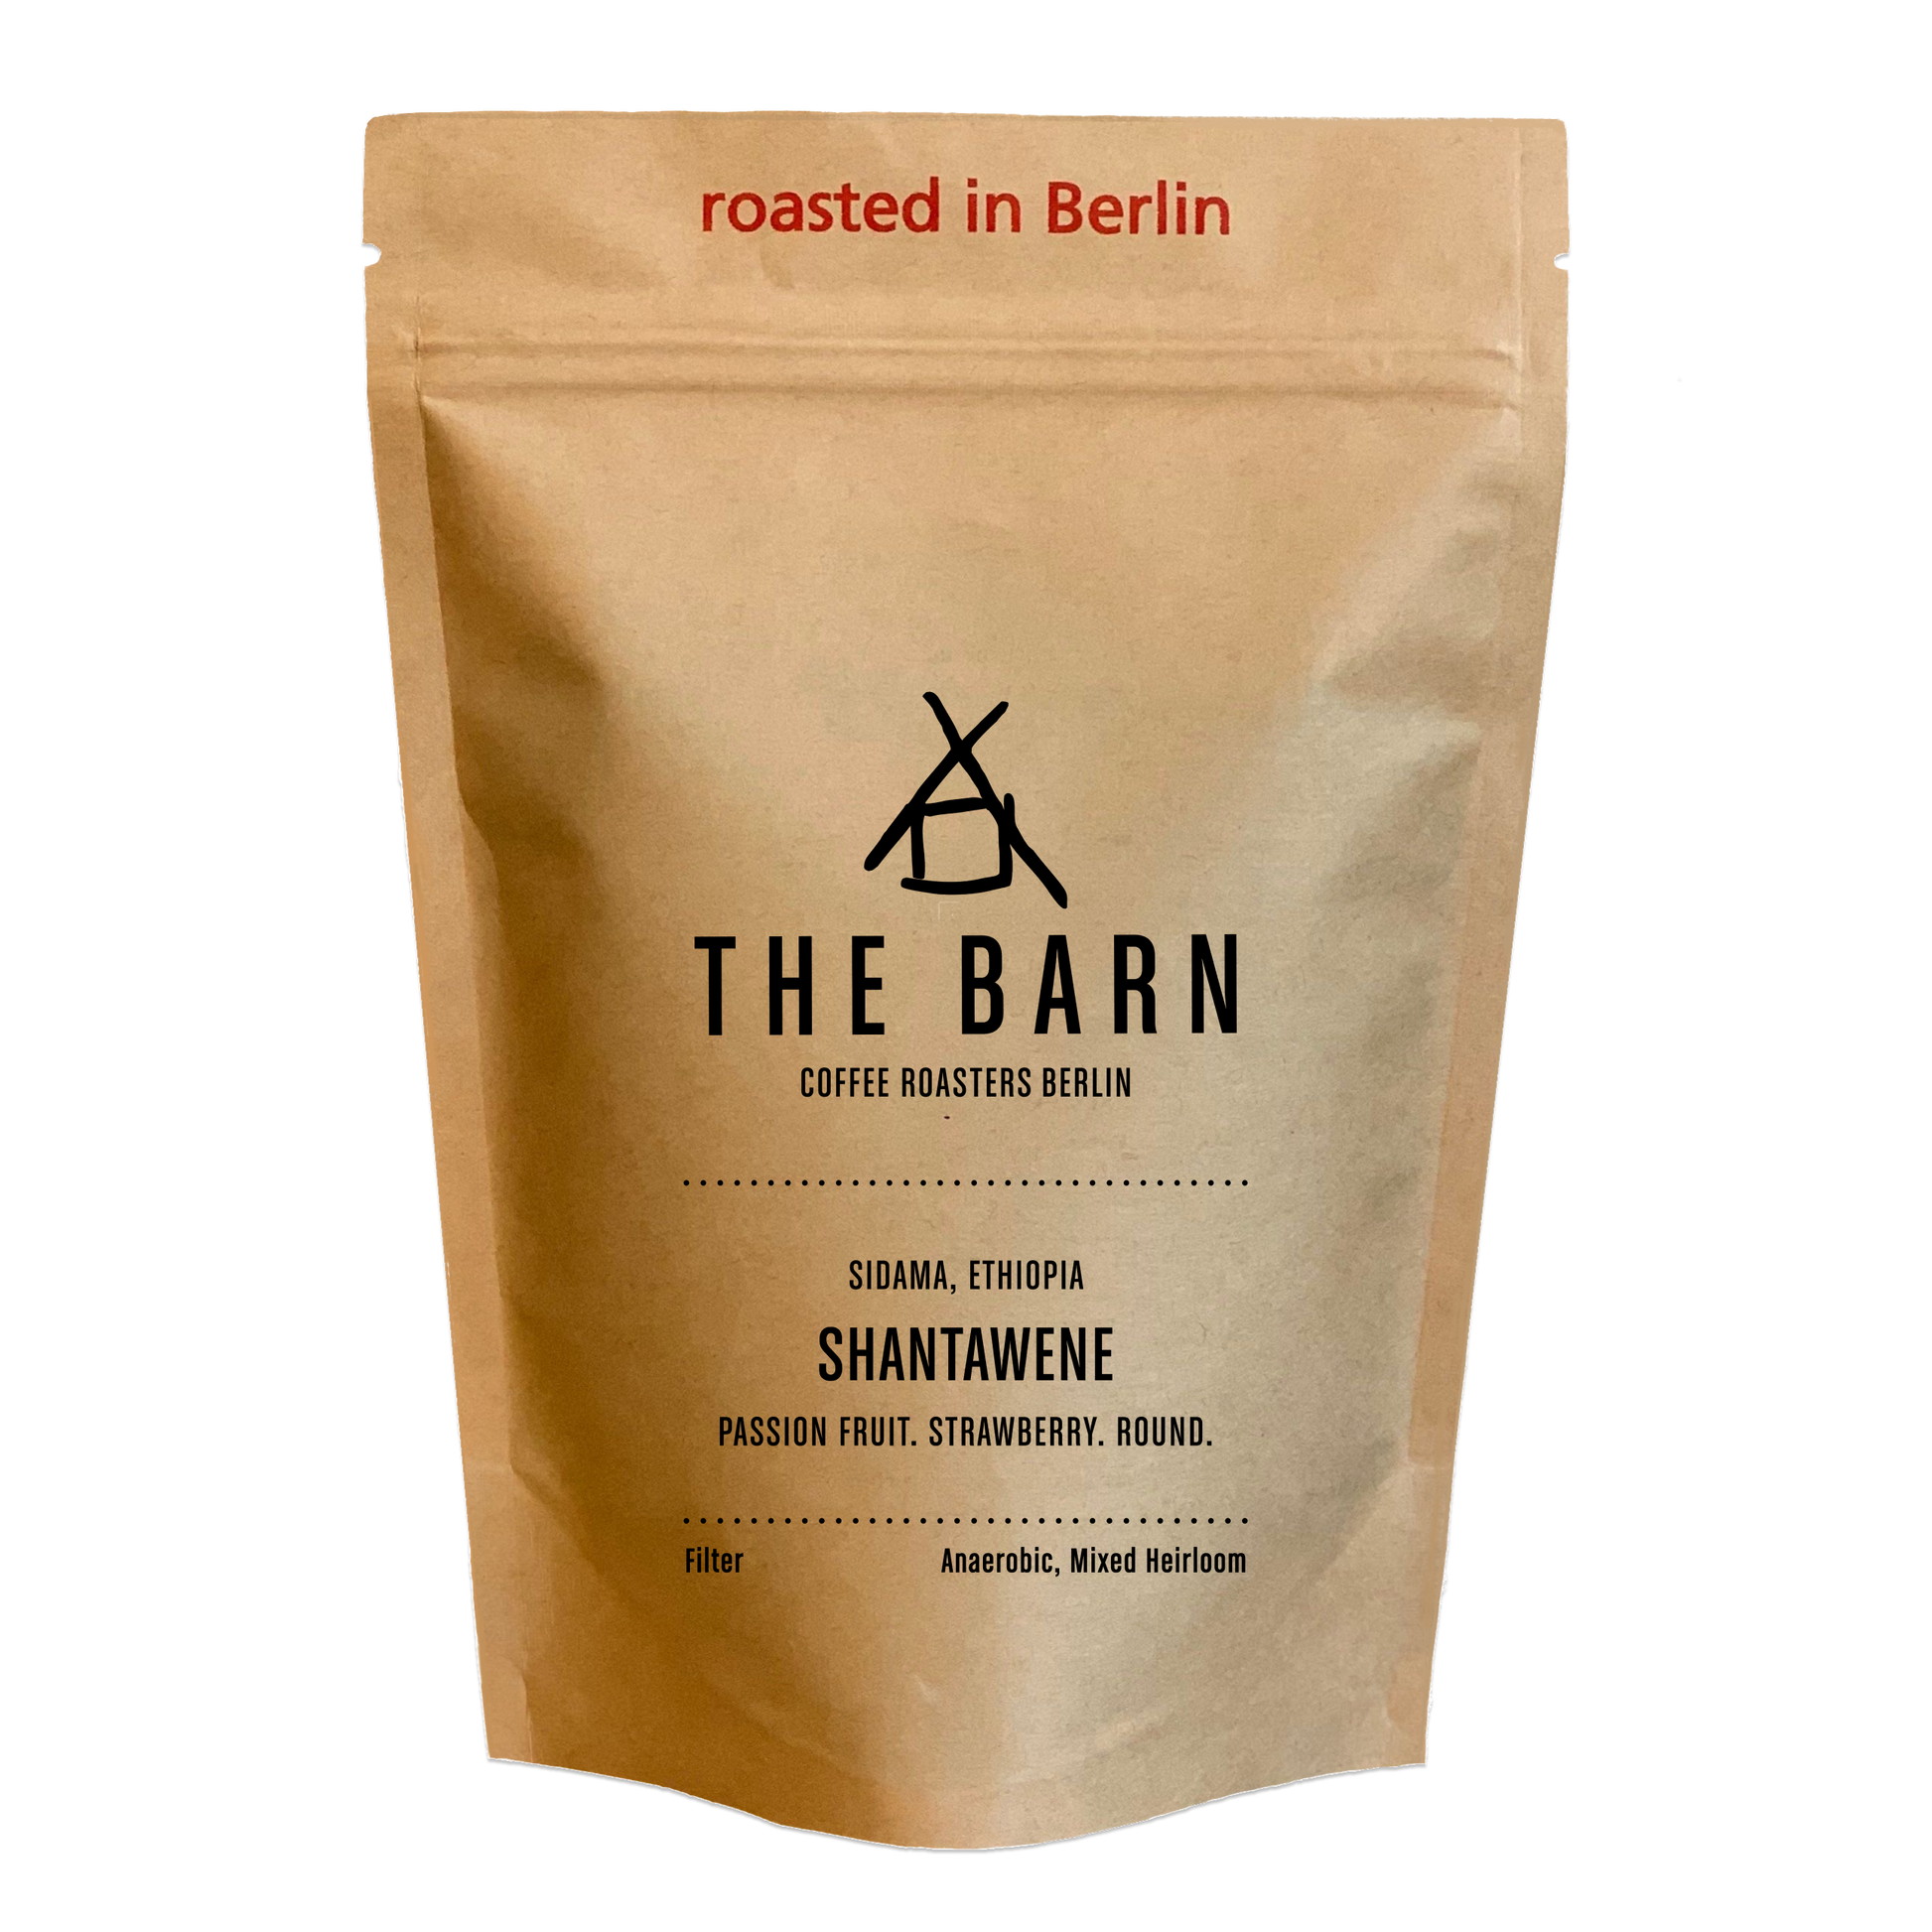 roasted in Berlin
THE BARN
COFFEE ROASTERS BERLIN
SIDAMA, ETHIOPIA
SHANTAWENE
PASSION FRUIT. STRAWBERRY. ROUND.
Filter Anaerobic, Mixed Heirloom